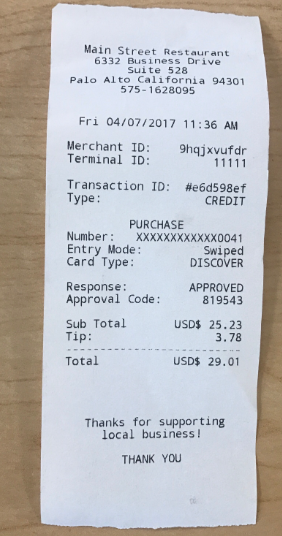 Main Street Restaurant
6332 Business Drive
Suite 528
Palo Alto California 94301
575-1628095
Fri 04/07/2017 11:36 AM
Merchant ID: 9hqjxvufdr
Terminal ID: 11111
Transaction ID: #e6d598ef
Type: CREDIT
PURCHASE
Number: XXXXXXXXXXXX0041
Entry Mode: Swiped
Card Type: DISCOVER
Response: APPROVED
Approval Code: 819543
Sub Total USD$ 25.23
Tip: 3.78
Total USD$ 29.01
Thanks for supporting
local business!
THANK YOU